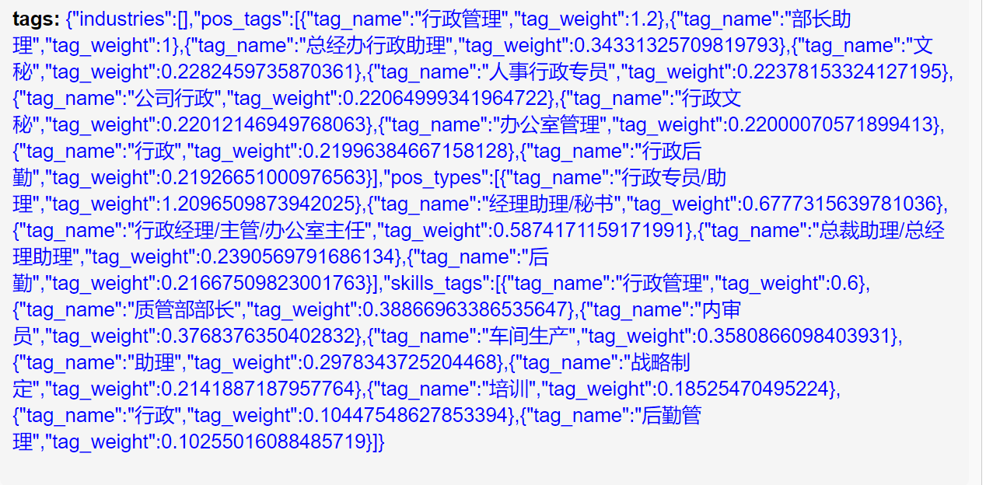 tags: {"industries":[],"pos_tags":[{"tag_name":"行政管理","tag_weight":1.2},{"tag_name":"部长助
理","tag_weight":1},{"tag_name":"总经办行政助理","tag_weight":0.34331325709819793},{"tag_name":"文
秘","tag_weight":0.2282459735870361},{"tag_name":"人事行政专员","tag_weight":0.22378153324127195},
{"tag_name":"公司行政","tag_weight":0.22064999341964722},{"tag_name":"行政文
秘","tag_weight":0.22012146949768063},{"tag_name":"办公室管理","tag_weight":0.22000070571899413},
{"tag_name":"行政","tag_weight":0.21996384667158128},{"tag_name":"行政后
勤","tag_weight":0.21926651000976563}],"pos_types":[{"tag_name":"行政专员/助
理","tag_weight":1.2096509873942025},{"tag_name":"经理助理/秘书","tag_weight":0.6777315639781036},
{"tag_name":"行政经理/主管/办公室主任","tag_weight":0.5874171159171991},{"tag_name":"总裁助理/总经
理助理","tag_weight":0.2390569791686134},{"tag_name":"后
勤","tag_weight":0.21667509823001763}],"skills_tags":[{"tag_name":"行政管理","tag_weight":0.6},
{"tag_name":"质管部部长","tag_weight":0.38866963386535647},{"tag_name":"内审
员","tag_weight":0.3768376350402832},{"tag_name":"车间生产","tag_weight":0.3580866098403931},
{"tag_name":"助理","tag_weight":0.2978343725204468},{"tag_name":"战略制
定","tag_weight":0.2141887187957764},{"tag_name":"培训","tag_weight":0.18525470495224},
{"tag_name":"行政","tag_weight":0.10447548627853394},{"tag_name":"后勤管
理","tag_weight":0.10255016088485719}]}